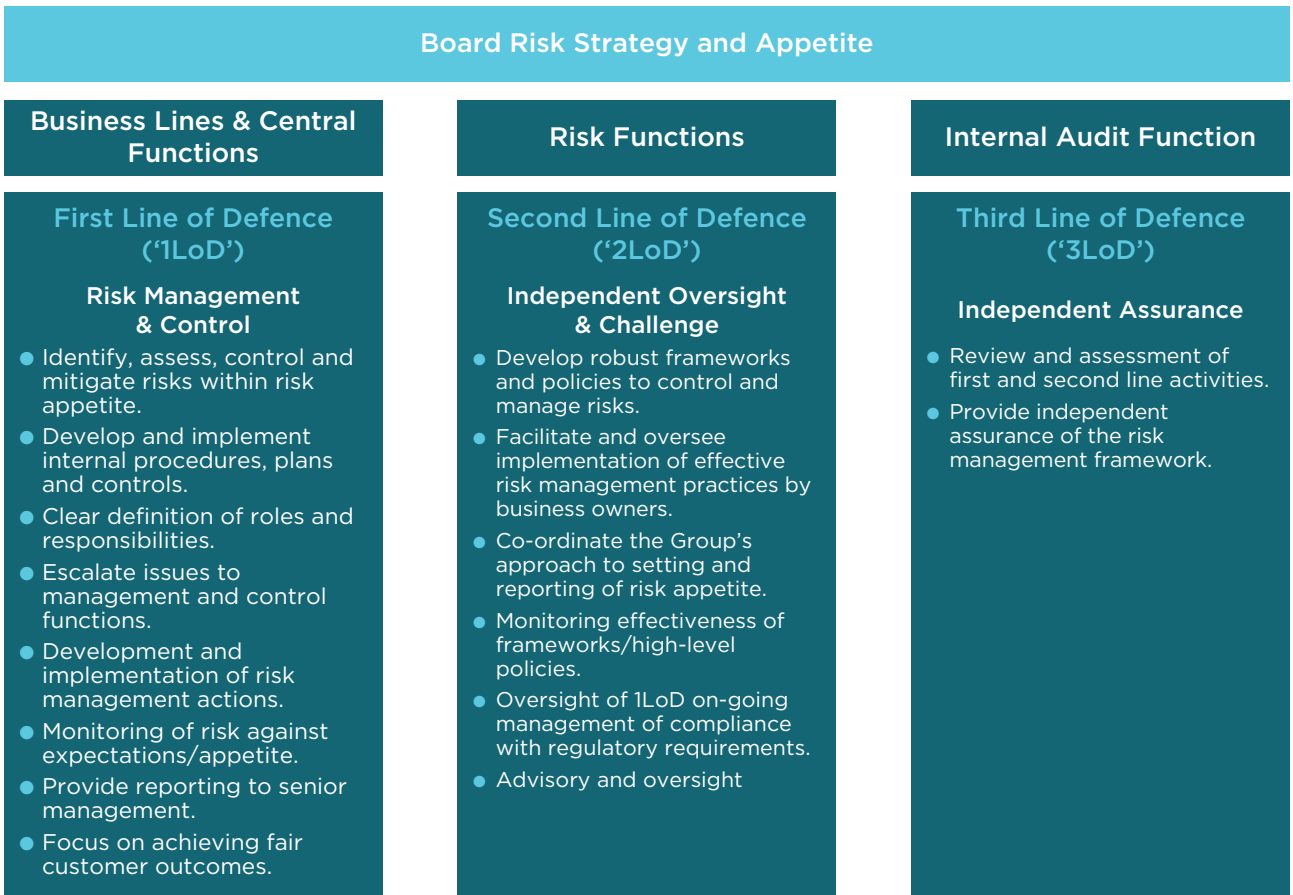 Board Risk Strategy and Appetite
Business Lines & Central
Functions
First Line of Defence
(‘1LoD’)
Risk Management
& Control
● Identify, assess, control and
mitigate risks within risk
appetite.
● Develop and implement
internal procedures, plans
and controls.
● Clear definition of roles and
responsibilities.
● Escalate issues to
management and control
functions.
● Development and
implementation of risk
management actions.
● Monitoring of risk against
expectations/appetite.
● Provide reporting to senior
management.
● Focus on achieving fair
customer outcomes.
Risk Functions
Second Line of Defence
(‘2LoD’)
Independent Oversight
& Challenge
● Develop robust frameworks
and policies to control and
manage risks.
● Facilitate and oversee
implementation of effective
risk management practices by
business owners.
● Co-ordinate the Group’s
approach to setting and
reporting of risk appetite.
● Monitoring effectiveness of
frameworks/high-level
policies.
● Oversight of 1LoD on-going
management of compliance
with regulatory requirements.
● Advisory and oversight
Internal Audit Function
Third Line of Defence
(‘3LoD’)
Independent Assurance
● Review and assessment of
first and second line activities.
● Provide independent
assurance of the risk
management framework.